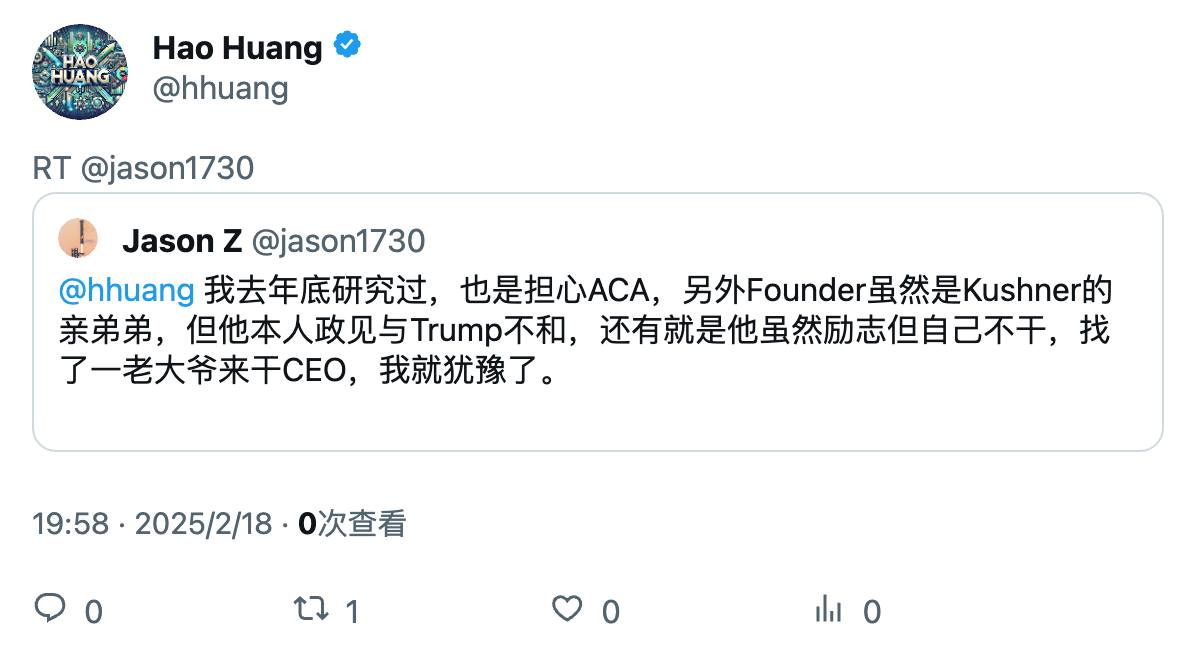 HAO
HUANG
Hao Huang
@hhuang
RT @jason1730
Jason Z @jason1730
@hhuang 我去年底研究过，也是担心ACA，另外Founder虽然是Kushner的
亲弟弟，但他本人政见与Trump不和，还有就是他虽然励志但自己不干，找
了一老大爷来干CEO，我就犹豫了。
19:58 · 2025/2/18 · 0次查看
0 1 0 0